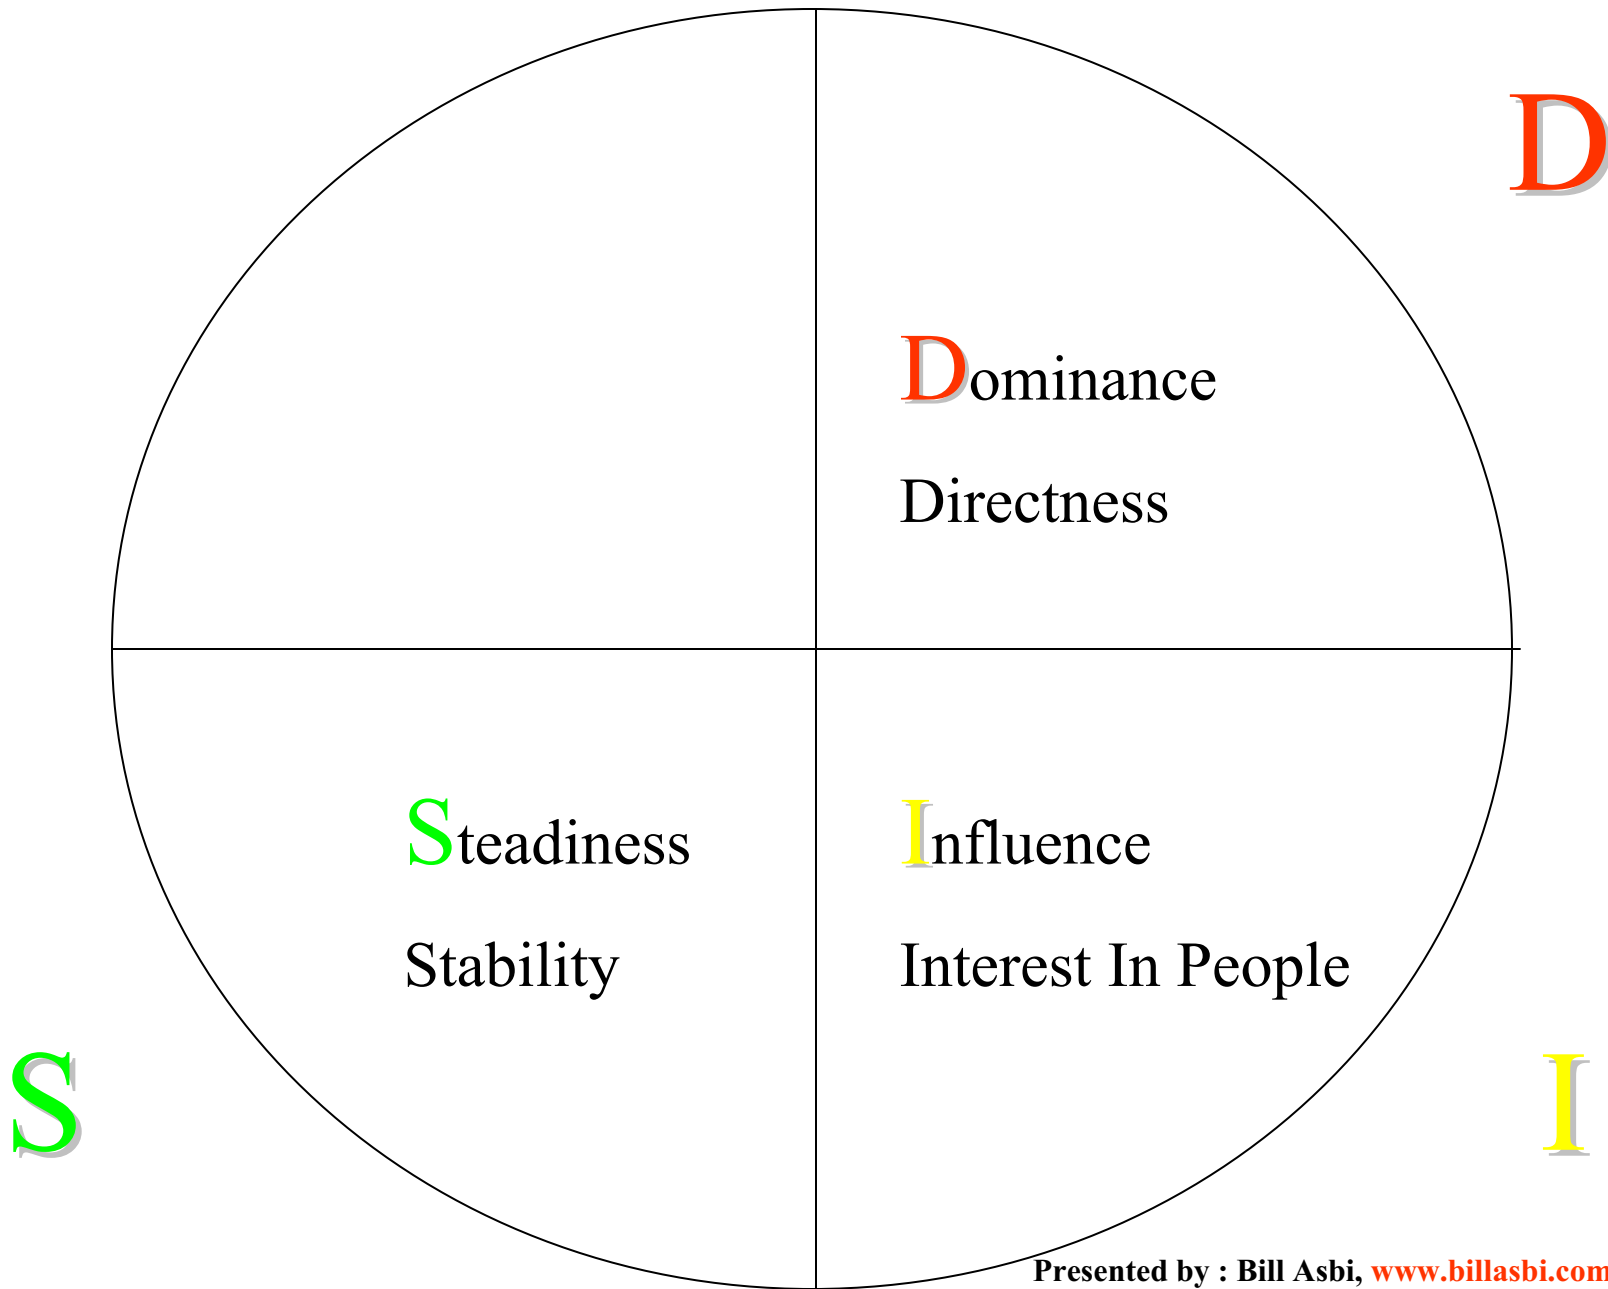 D
Dominance
Directness
Steadiness
Stability
Influence
Interest In People
S
I
Presented by : Bill Asbi, www.billasbi.com